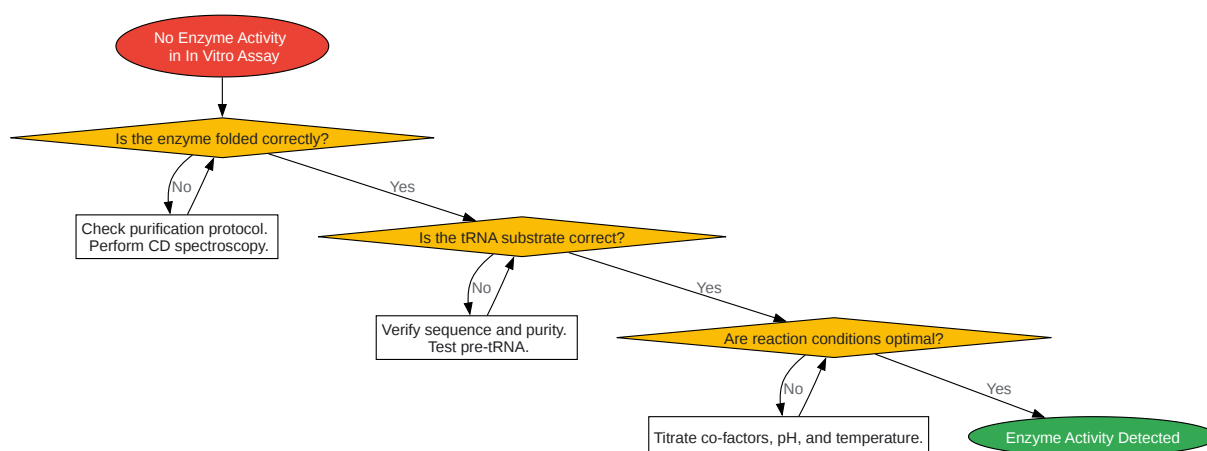 No Enzyme Activity
in In Vitro Assay
Is the enzyme folded correctly?
No
Yes
Check purification protocol.
Perform CD spectroscopy.
Is the tRNA substrate correct?
No
Yes
Verify sequence and purity.
Test pre-tRNA.
Are reaction conditions optimal?
No
Yes
Titrate co-factors, pH, and temperature.
Enzyme Activity Detected